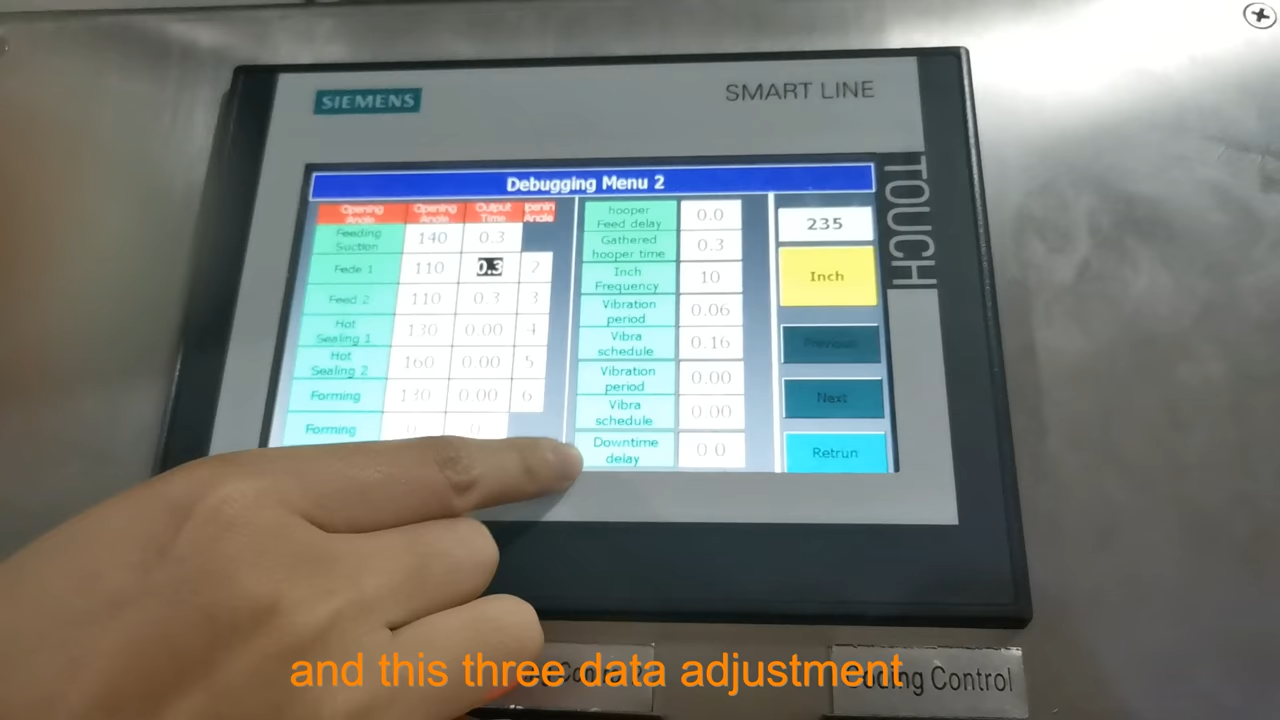 SIEMENS
SMART LINE
TOUCH
Debugging Menu 2
Opening Angle
Opening Angle
Output Time
Feeding Suction
140
0.3
Fede 1
110
0.3
2
Feed 2
110
0.3
3
Hot Sealing 1
130
0.00
4
Hot Sealing 2
160
0.00
5
Forming
130
0.00
6
Forming
0
0
hooper Feed delay
0.0
Gathered hooper time
0.3
Inch Frequency
10
Vibration period
0.06
Vibra schedule
0.16
Vibration period
0.00
Vibra schedule
0.00
Downtime delay
0.0
235
Inch
Previous
Next
Retrun
and this three data adjustment
Control